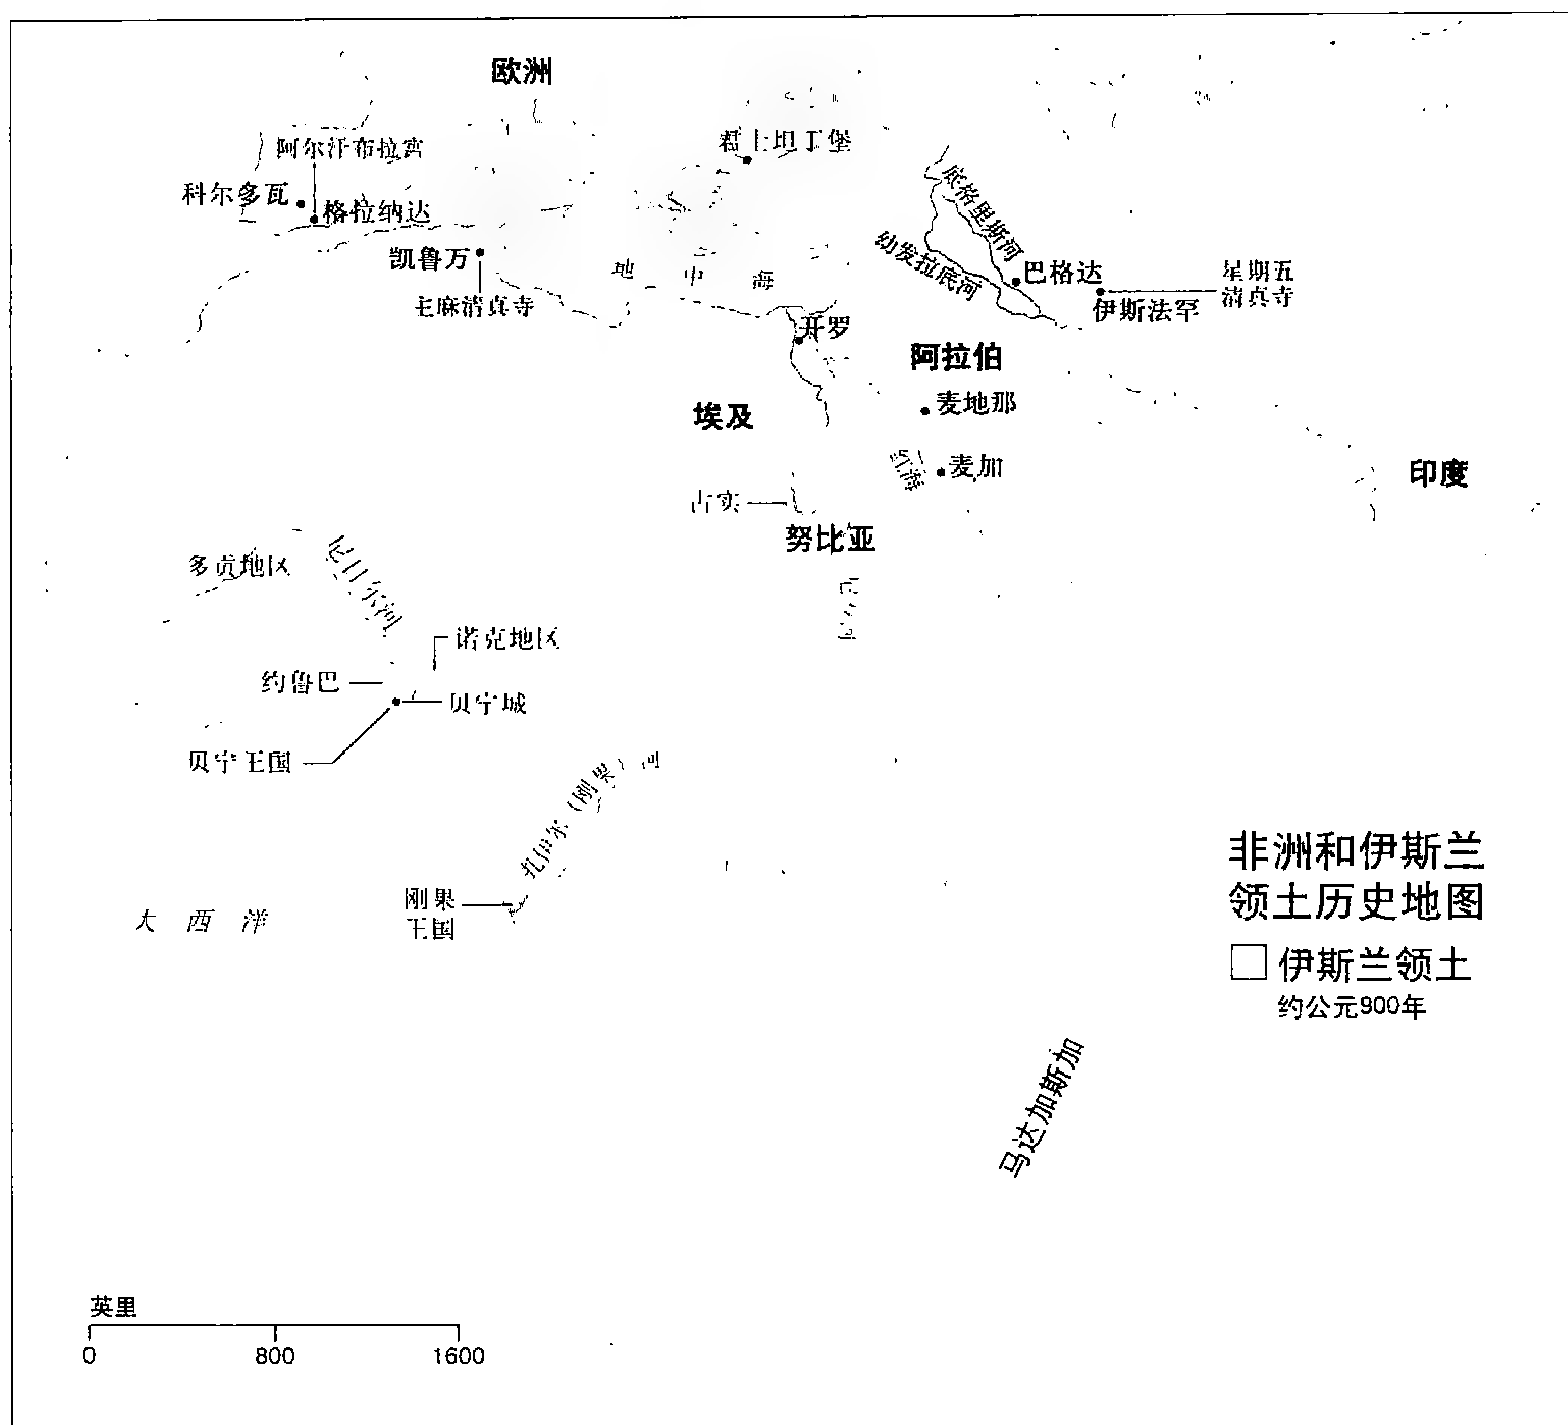 欧洲
阿尔汗布拉宫
君士坦丁堡
科尔多瓦
格拉纳达
底格里斯河
幼发拉底河
凯鲁万
主麻清真寺
地中海
巴格达
星期五
清真寺
伊斯法罕
开罗
阿拉伯
埃及
麦地那
红海
麦加
印度
古实
努比亚
多贡地区
尼日尔河
诺克地区
约鲁巴
贝宁城
贝宁王国
扎伊尔（刚果）河
刚果
王国
大西洋
非洲和伊斯兰
领土历史地图
伊斯兰领土
约公元900年
马达加斯加
英里
0 800 1600